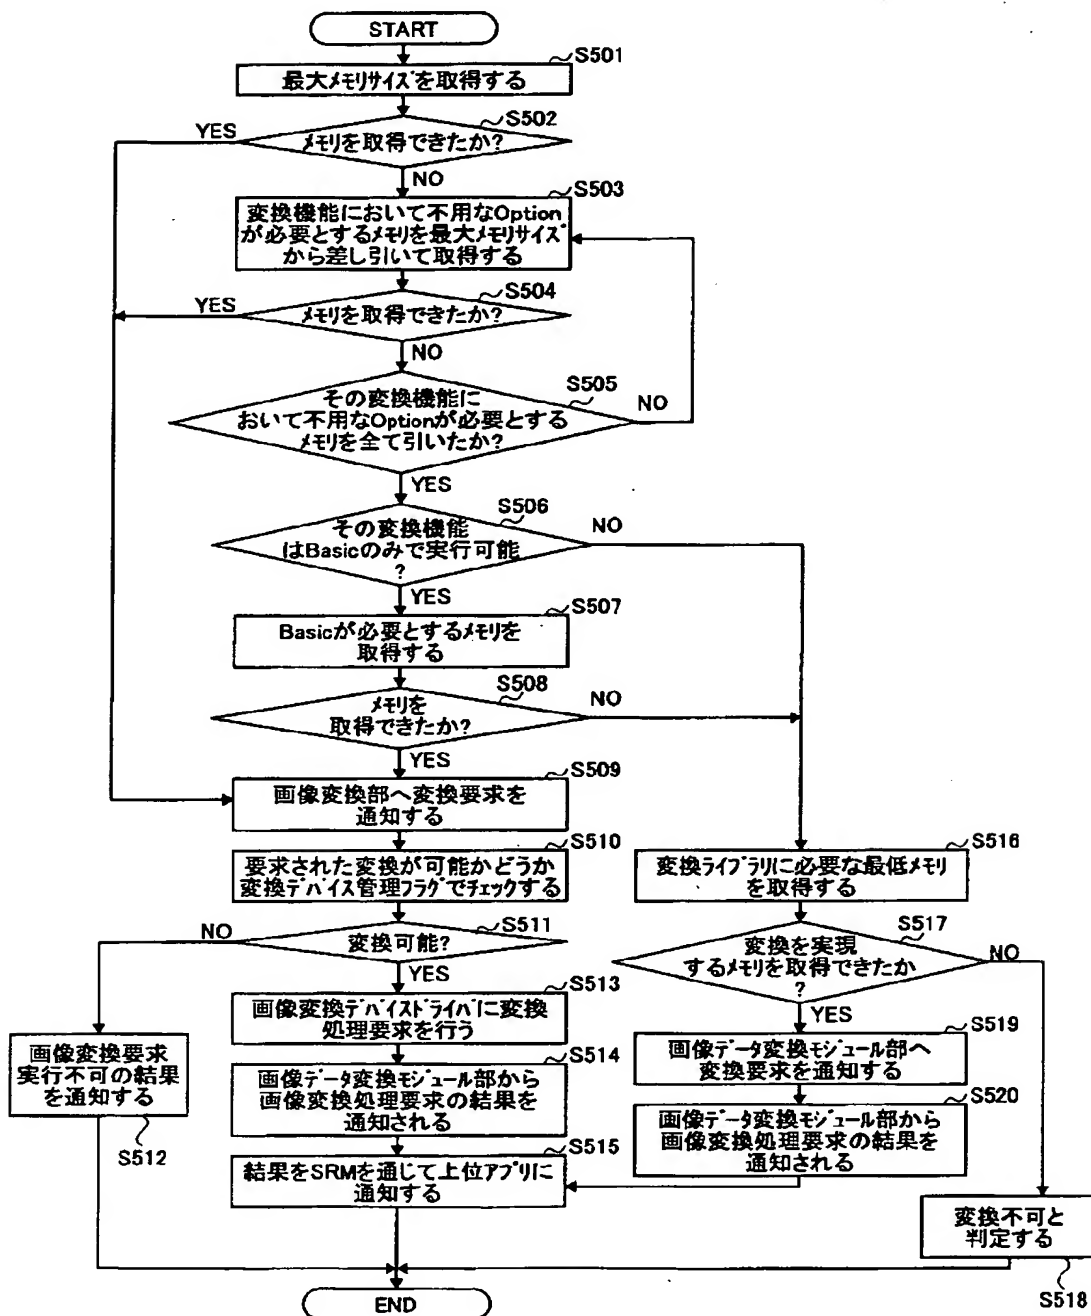 START
S501
最大メモリサイズを取得する
S502
YES
メモリを取得できたか?
NO
S503
変換機能において不用なOption
が必要とするメモリを最大メモリサイズ
から差し引いて取得する
S504
YES
メモリを取得できたか?
NO
S505
その変換機能に
おいて不用なOptionが必要とする
メモリを全て引いたか?
NO
YES
S506
その変換機能
はBasicのみで実行可能
?
NO
YES
S507
Basicが必要とするメモリを
取得する
S508
メモリを
取得できたか?
NO
YES
S509
画像変換部へ変換要求を
通知する
S510
要求された変換が可能かどうか
変換デバイス管理フラグでチェックする
S511
NO
変換可能?
YES
S512
画像変換要求
実行不可の結果
を通知する
S513
画像変換デバイスドライバに変換
処理要求を行う
S514
画像データ変換モジュール部から
画像変換処理要求の結果を
通知される
S515
結果をSRMを通じて上位アプリに
通知する
S516
変換ライブラリに必要な最低メモリ
を取得する
S517
変換を実現
するメモリを取得できたか
?
NO
YES
S519
画像データ変換モジュール部へ
変換要求を通知する
S520
画像データ変換モジュール部から
画像変換処理要求の結果を
通知される
変換不可と
判定する
S518
END